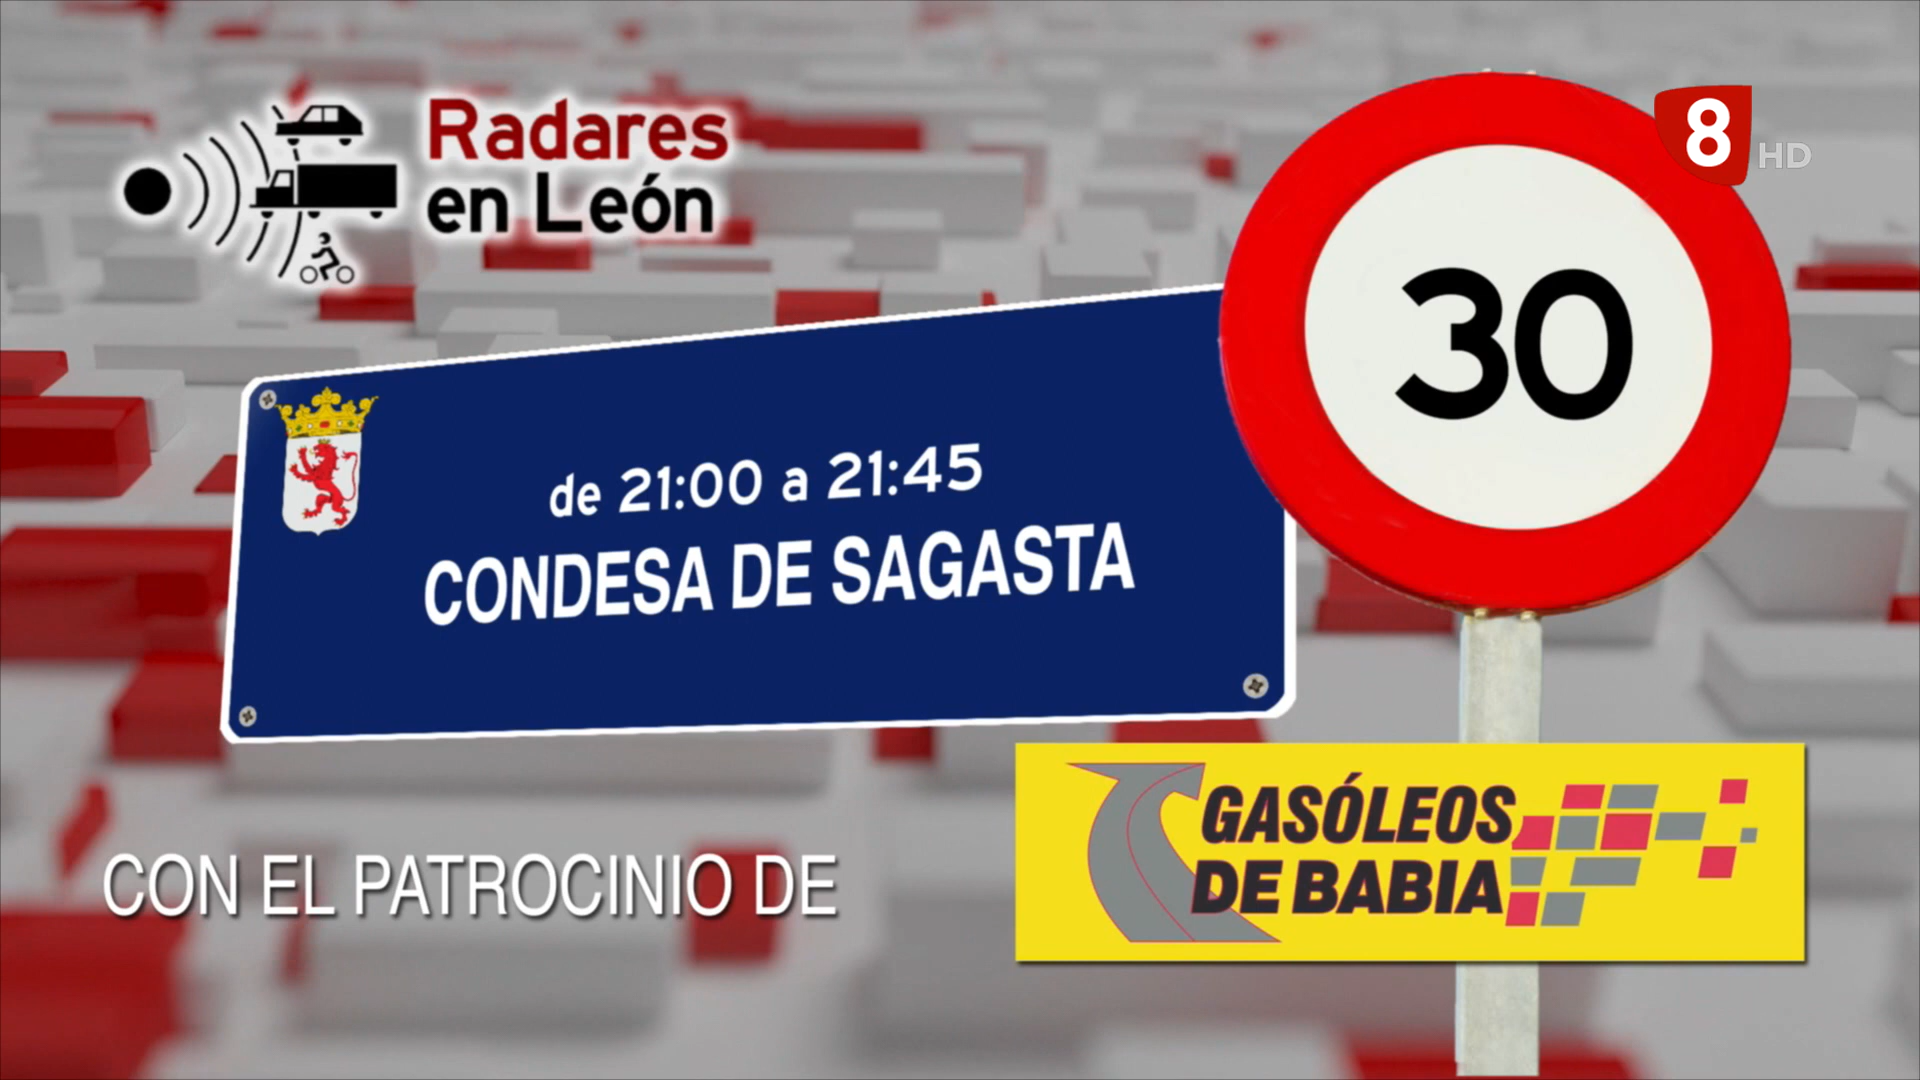 Radares
en León
8 HD
30
de 21:00 a 21:45
CONDESA DE SAGASTA
CON EL PATROCINIO DE
GASÓLEOS
DE BABIA